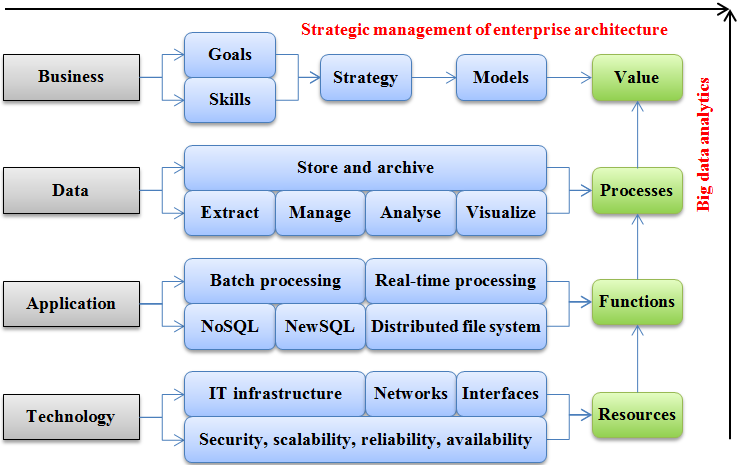 Strategic management of enterprise architecture
Big data analytics
Business
Goals
Skills
Strategy
Models
Value
Data
Store and archive
Extract
Manage
Analyse
Visualize
Processes
Application
Batch processing
Real-time processing
NoSQL
NewSQL
Distributed file system
Functions
Technology
IT infrastructure
Networks
Interfaces
Security, scalability, reliability, availability
Resources